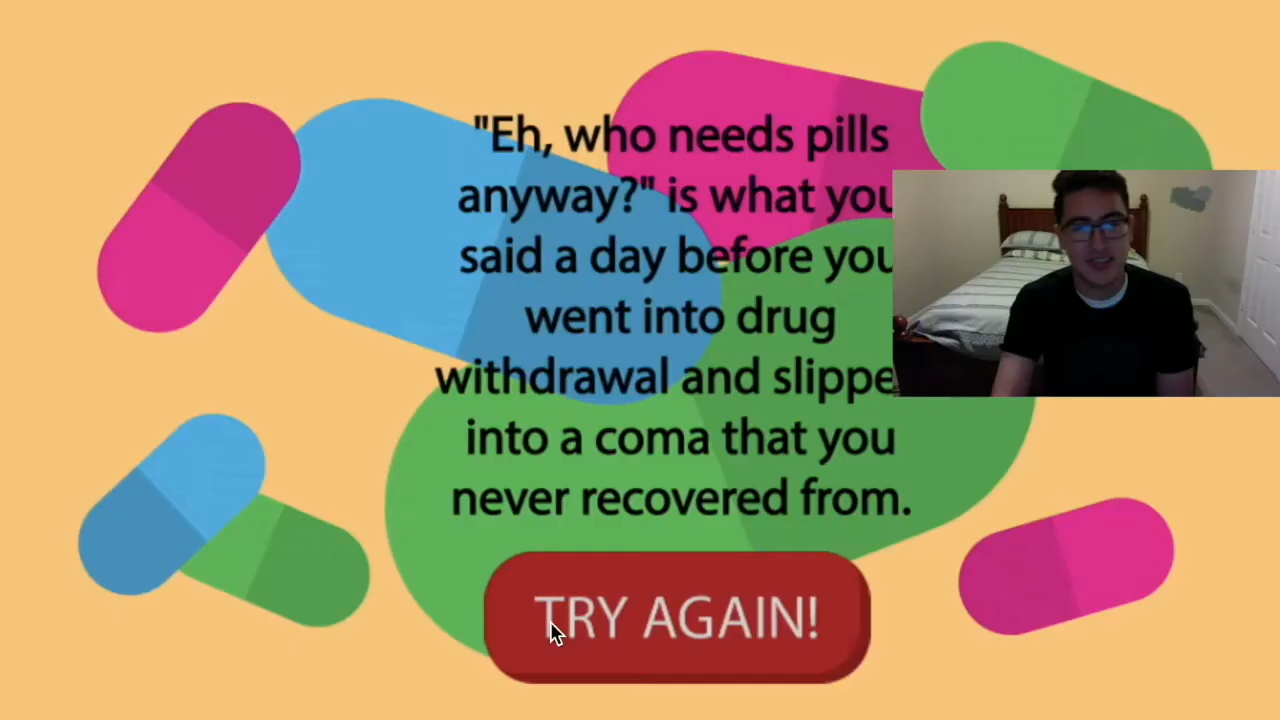 "Eh, who needs pills
anyway?" is what you
said a day before you
went into drug
withdrawal and slippe
into a coma that you
never recovered from.
TRY AGAIN!